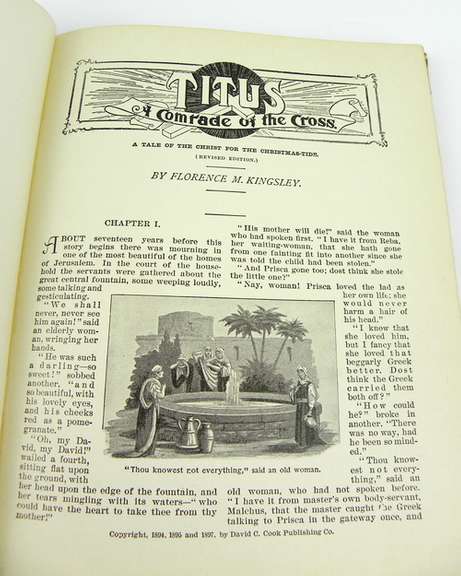 TITUS
A Comrade of the Cross.
A TALE OF THE CHRIST FOR THE CHRISTMAS-TIDE.
(REVISED EDITION.)
BY FLORENCE M. KINGSLEY.
CHAPTER I.
ABOUT seventeen years before this
story begins there was mourning in
one of the most beautiful of the homes
of Jerusalem. In the court of the house-
hold the servants were gathered about the
great central fountain, some weeping loudly,
some talking and
gesticulating.
"We shall
never, never see
him again!" said
an elderly wom-
an, wringing her
hands.
"He was such
a darling—so
sweet!" sobbed
another, "and
so beautiful, with
his lovely eyes,
and his cheeks
red as a pome-
granate."
"Oh, my Da-
vid, my David!"
wailed a fourth,
sitting flat upon
the ground, with
her head upon the edge of the fountain, and
her tears mingling with its waters—"who
could have the heart to take thee from thy
mother!"
"His mother will die!" said the woman
who had spoken first. "I have it from Reba,
her waiting-woman, that she hath gone
from one fainting fit into another since she
was told the child had been stolen."
"And Prisca gone too; dost think she stole
the little one?"
"Nay, woman! Prisca loved the lad as
her own life; she
would never
harm a hair of
his head."
"I know that
she loved him,
but I fancy that
she loved that
beggarly Greek
better. Dost
think the Greek
carried them
both off?"
"How could
he?" broke in
another. "There
was no way, had
he been so mind-
ed."
"Thou know-
est not every-
thing," said an
old woman, who had not spoken before.
"I have it from master's own body-servant,
Malchus, that the master caught the Greek
talking to Prisca in the gateway once, and
"Thou knowest not everything," said an old woman.
Copyright, 1894, 1895 and 1897, by David C. Cook Publishing Co.